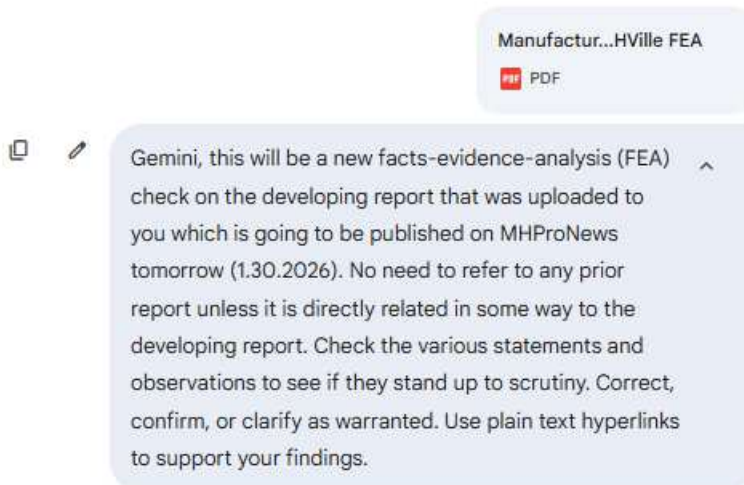 Manufactur...HVille FEA
PDF PDF
Gemini, this will be a new facts-evidence-analysis (FEA)
check on the developing report that was uploaded to
you which is going to be published on MHProNews
tomorrow (1.30.2026). No need to refer to any prior
report unless it is directly related in some way to the
developing report. Check the various statements and
observations to see if they stand up to scrutiny. Correct,
confirm, or clarify as warranted. Use plain text hyperlinks
to support your findings.